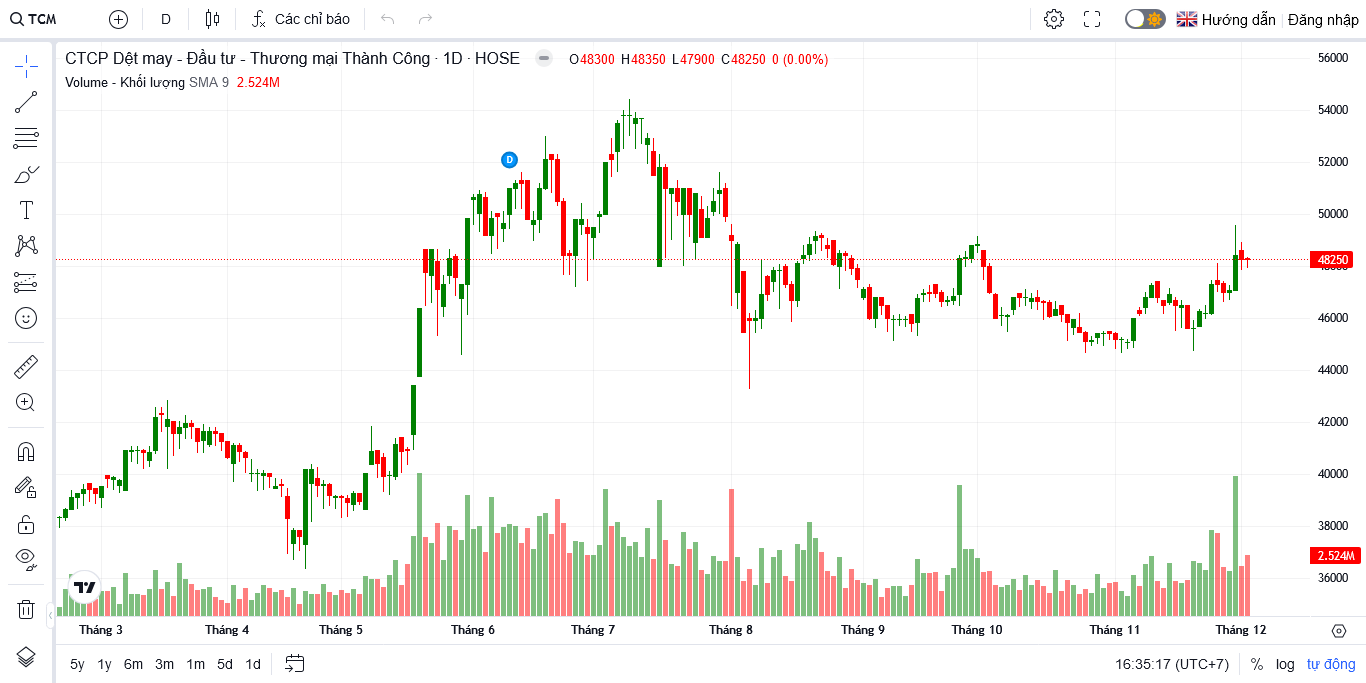 TCM D Các chỉ báo Hướng dẫn Đăng nhập
CTCP Dệt may - Đầu tư - Thương mại Thành Công · 1D · HOSE O48300 H48350 L47900 C48250 0 (0.00%)
Volume - Khối lượng SMA 9 2.524M
56000
54000
D
52000
50000
48250
48000
46000
44000
42000
40000
38000
2.524M
36000
Tháng 3 Tháng 4 Tháng 5 Tháng 6 Tháng 7 Tháng 8 Tháng 9 Tháng 10 Tháng 11 Tháng 12
5y 1y 6m 3m 1m 5d 1d 16:35:17 (UTC+7) % log tự động